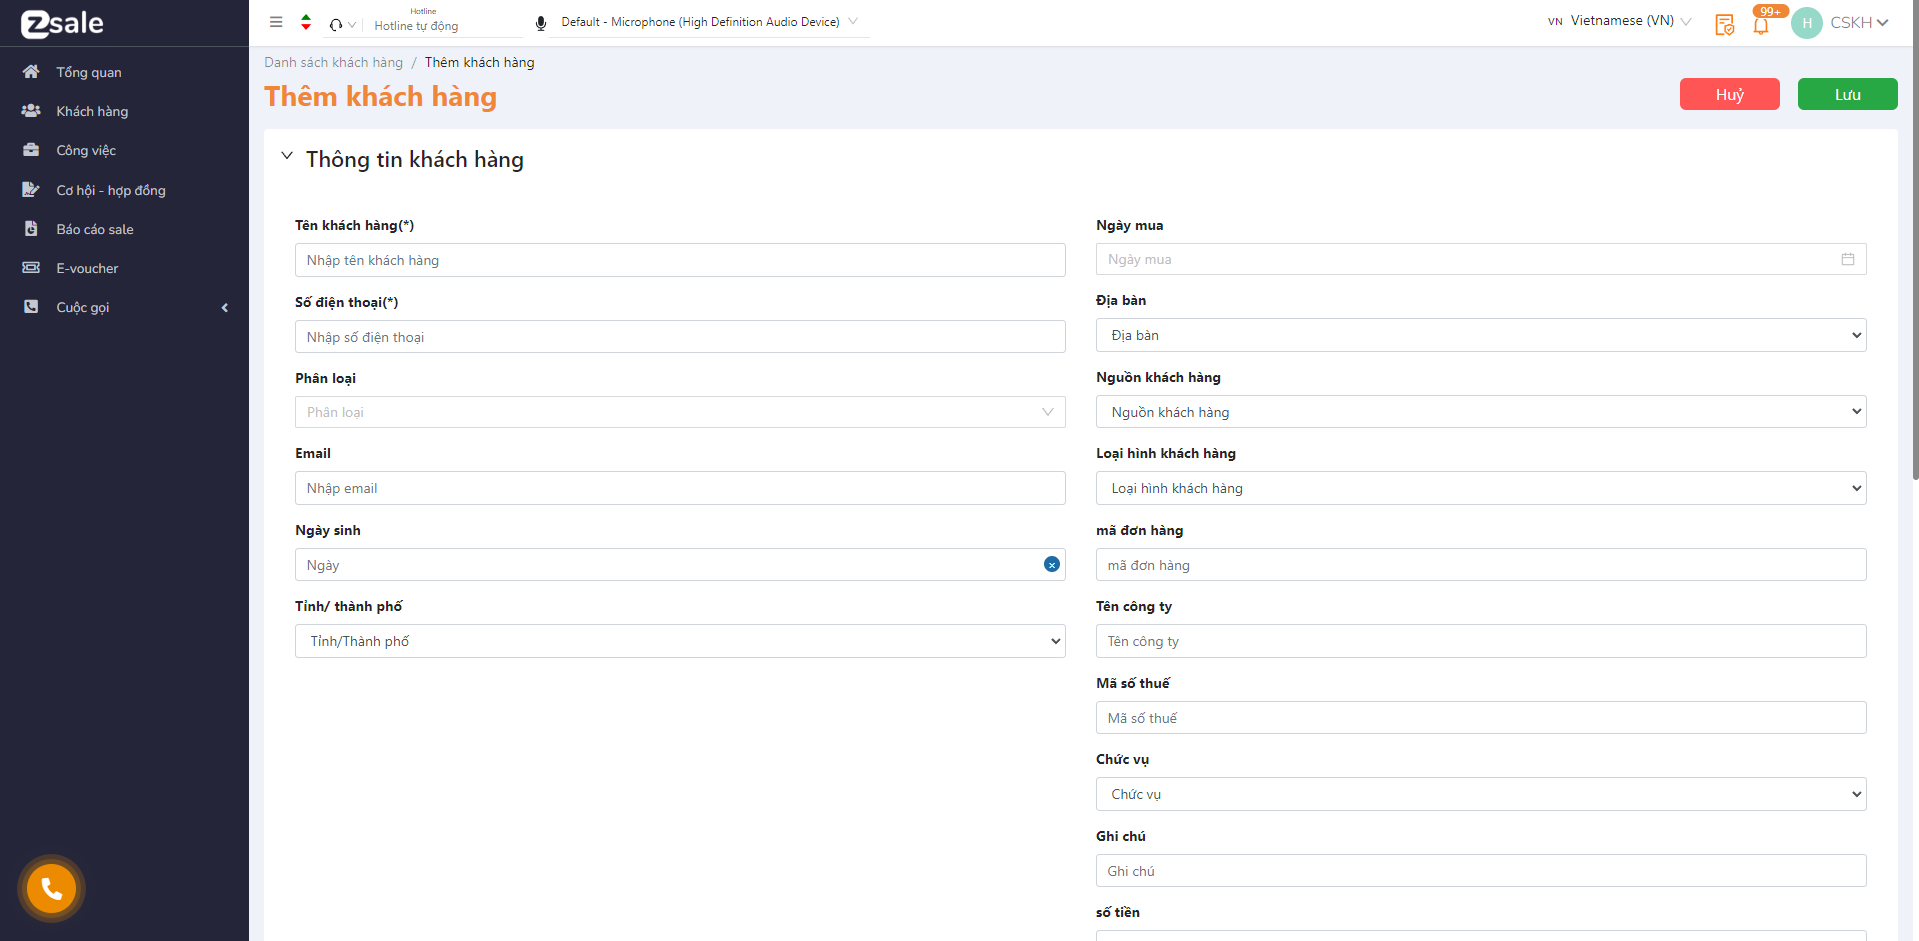 zsale
Hotline
Hotline tự động
Default - Microphone (High Definition Audio Device)
VN Vietnamese (VN)
99+
H
CSKH
Tổng quan
Khách hàng
Công việc
Cơ hội - hợp đồng
Báo cáo sale
E-voucher
Cuộc gọi
Danh sách khách hàng / Thêm khách hàng
Thêm khách hàng
Huỷ
Lưu
Thông tin khách hàng
Tên khách hàng(*)
Nhập tên khách hàng
Số điện thoại(*)
Nhập số điện thoại
Phân loại
Phân loại
Email
Nhập email
Ngày sinh
Ngày
Tỉnh/ thành phố
Tỉnh/Thành phố
Ngày mua
Ngày mua
Địa bàn
Địa bàn
Nguồn khách hàng
Nguồn khách hàng
Loại hình khách hàng
Loại hình khách hàng
mã đơn hàng
mã đơn hàng
Tên công ty
Tên công ty
Mã số thuế
Mã số thuế
Chức vụ
Chức vụ
Ghi chú
Ghi chú
số tiền